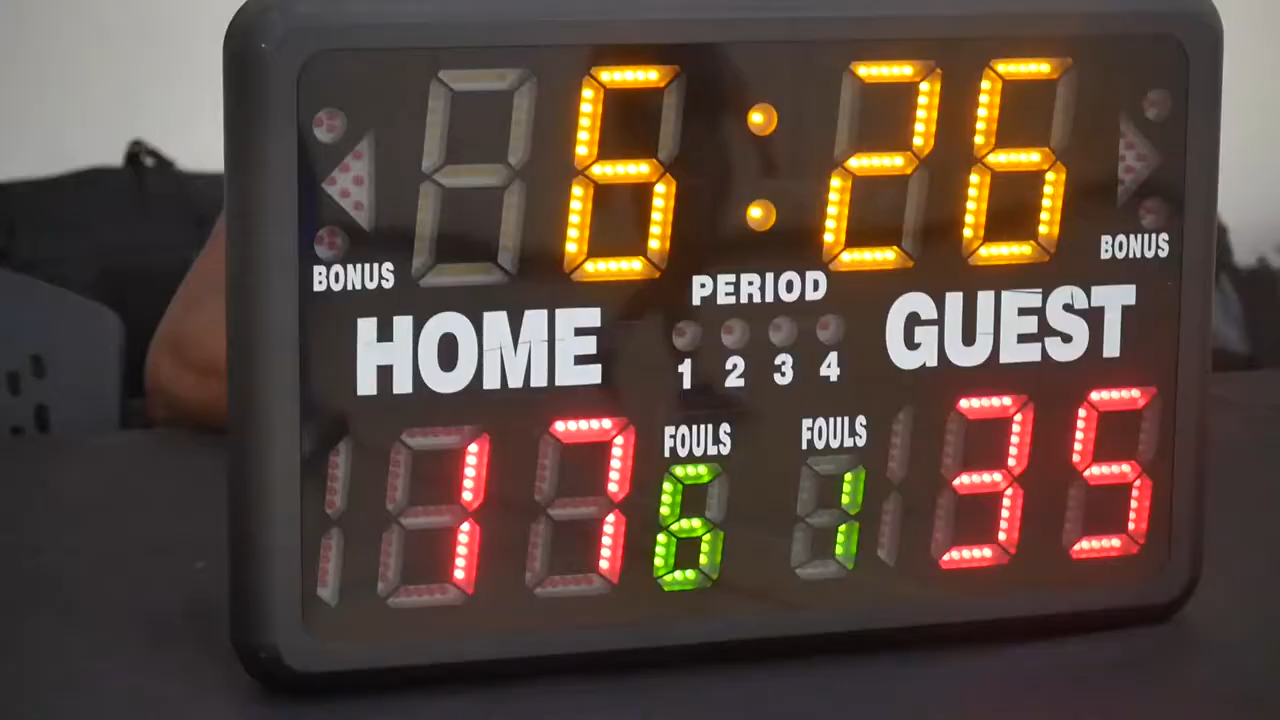 6:26
BONUS BONUS
PERIOD
HOME GUEST
1 2 3 4
FOULS FOULS
17 6 1 35